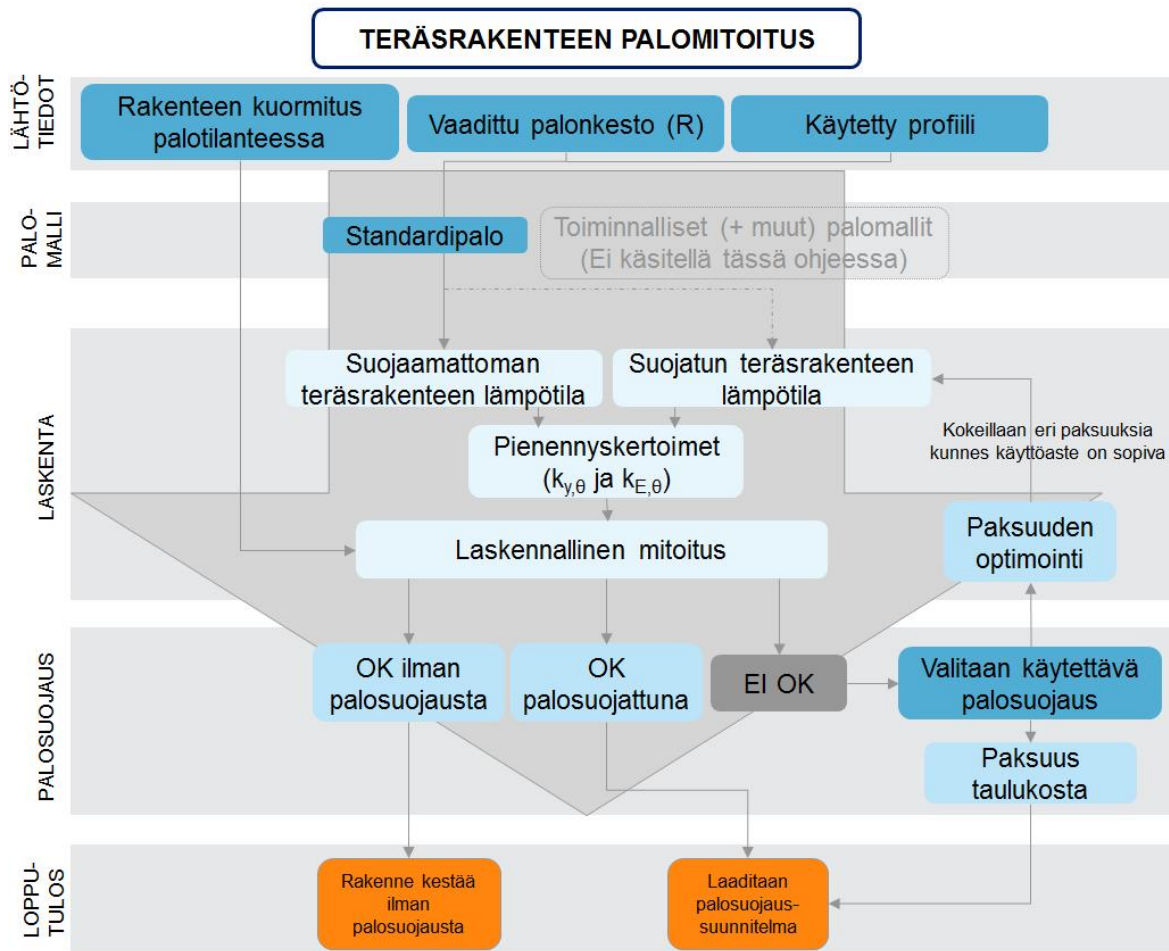 TERÄSRAKENTEEN PALOMITOITUS
LÄHTÖ-
TIEDOT
Rakenteen kuormitus
palotilanteessa
Vaadittu palonkesto (R)
Käytetty profiili
PALO-
MALLI
Standardipalo
Toiminnalliset (+ muut) palomallit
(Ei käsitellä tässä ohjeessa)
LASKENTA
Suojaamattoman
teräsrakenteen lämpötila
Suojatun teräsrakenteen
lämpötila
Kokeillaan eri paksuuksia
kunnes käyttöaste on sopiva
Pienennyskertoimet
(ky,θ ja kE,θ)
Laskennallinen mitoitus
Paksuuden
optimointi
PALOSUOJAUS
OK ilman
palosuojausta
OK
palosuojattuna
EI OK
Valitaan käytettävä
palosuojaus
Paksuus
taulukosta
LOPPU-
TULOS
Rakenne kestää
ilman
palosuojausta
Laaditaan
palosuojaus-
suunnitelma